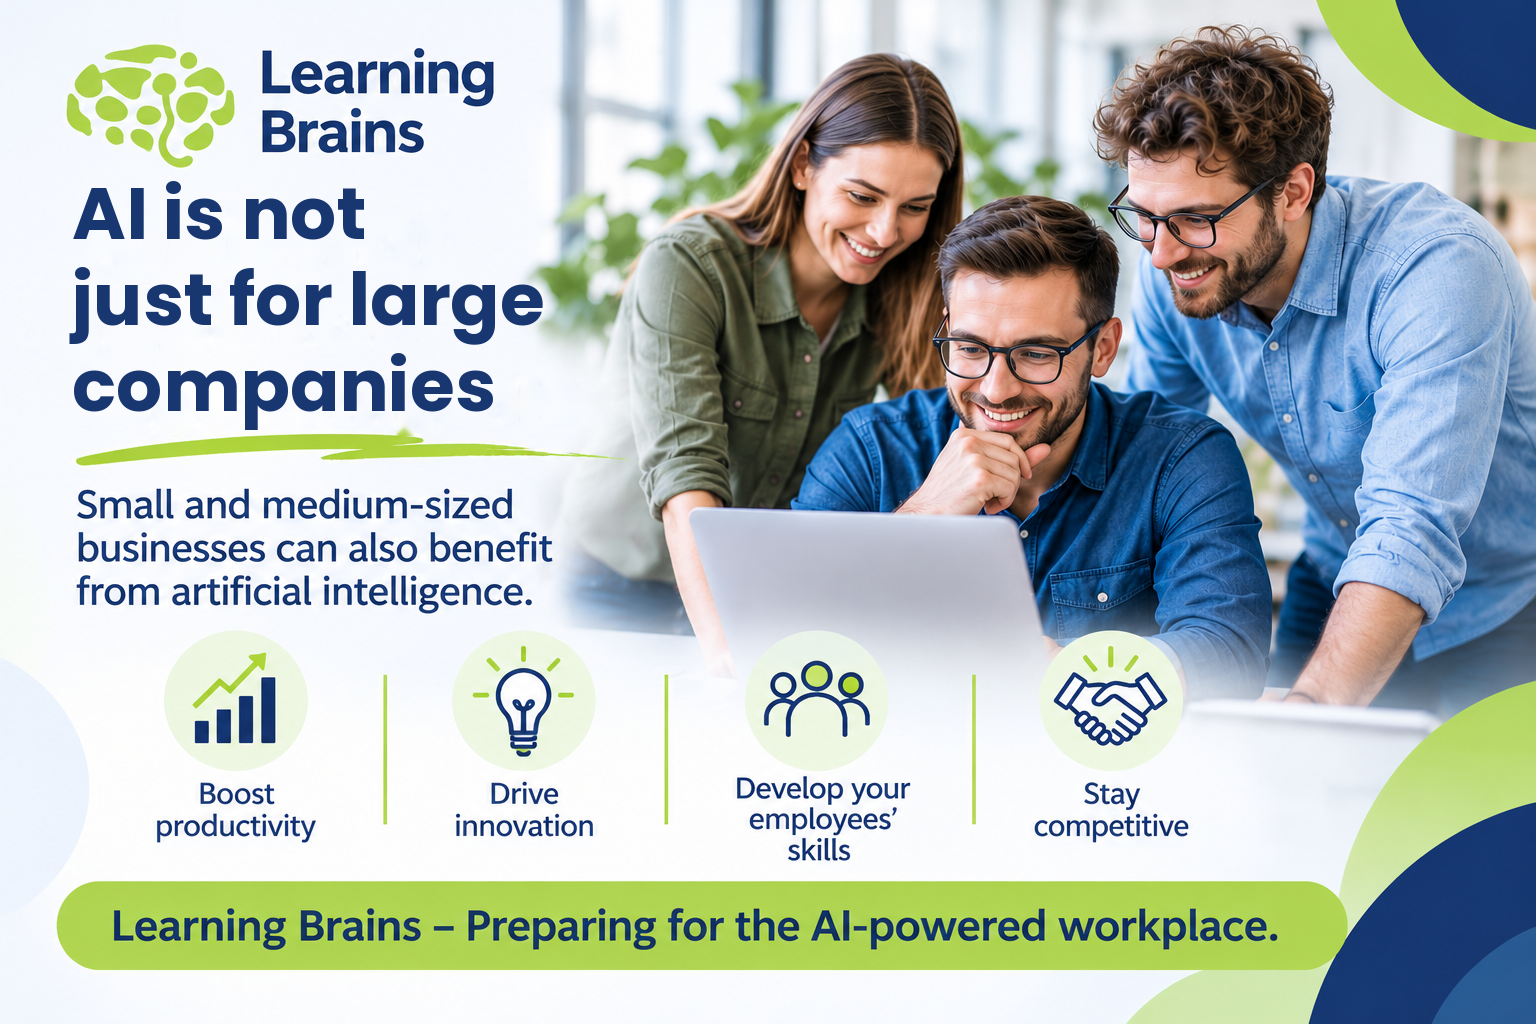 Learning
Brains
AI is not
just for large
companies
Small and medium-sized
businesses can also benefit
from artificial intelligence.
Boost
productivity
Drive
innovation
Develop your
employees’
skills
Stay
competitive
Learning Brains – Preparing for the AI-powered workplace.